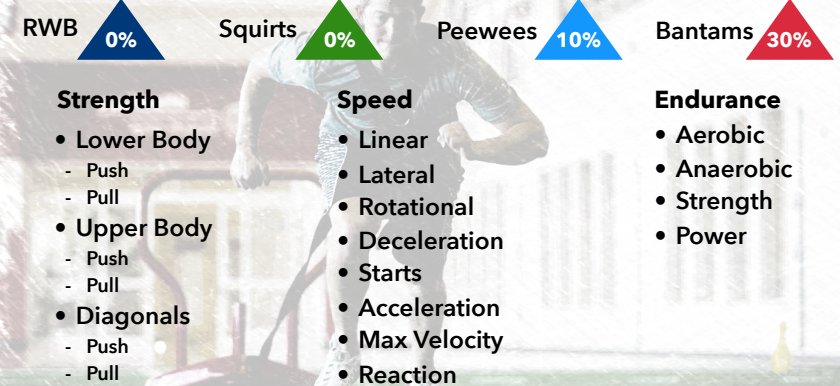 RWB 0% Squirts 0% Peewees 10% Bantams 30%
Strength
• Lower Body
- Push
- Pull
• Upper Body
- Push
- Pull
• Diagonals
- Push
- Pull
Speed
• Linear
• Lateral
• Rotational
• Deceleration
• Starts
• Acceleration
• Max Velocity
• Reaction
Endurance
• Aerobic
• Anaerobic
• Strength
• Power